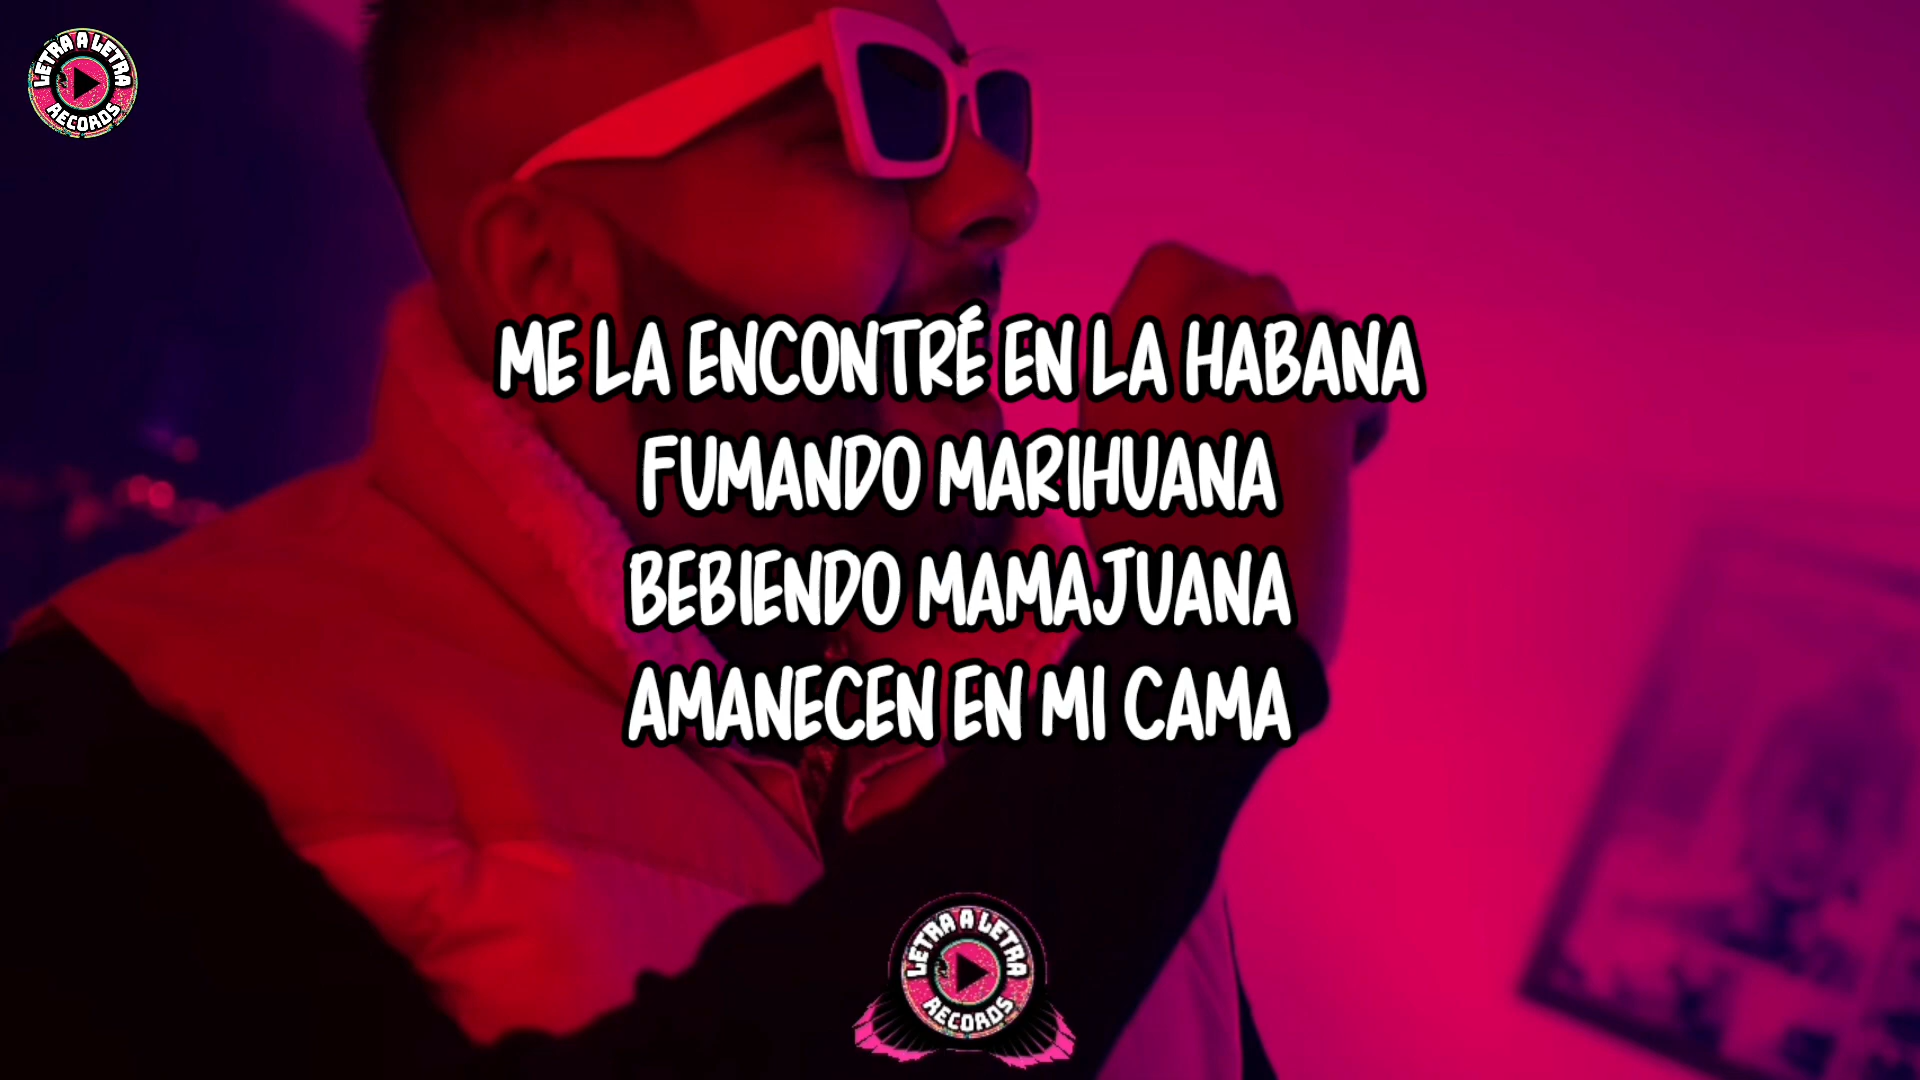 LETRA A LETRA
RECORDS
ME LA ENCONTRÉ EN LA HABANA
FUMANDO MARIHUANA
BEBIENDO MAMAJUANA
AMANECEN EN MI CAMA
LETRA A LETRA
RECORDS